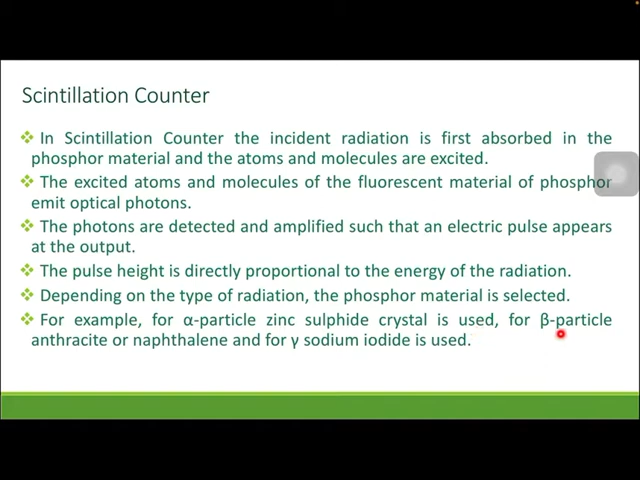 Scintillation Counter
In Scintillation Counter the incident radiation is first absorbed in the
phosphor material and the atoms and molecules are excited.
The excited atoms and molecules of the fluorescent material of phosphor
emit optical photons.
The photons are detected and amplified such that an electric pulse appears
at the output.
The pulse height is directly proportional to the energy of the radiation.
Depending on the type of radiation, the phosphor material is selected.
For example, for α-particle zinc sulphide crystal is used, for β-particle
anthracite or naphthalene and for γ sodium iodide is used.